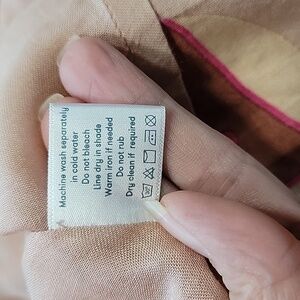 Machine wash separately
in cold water
Do not bleach
Line dry in shade
Warm iron if needed
Do not rub
Dry clean if required